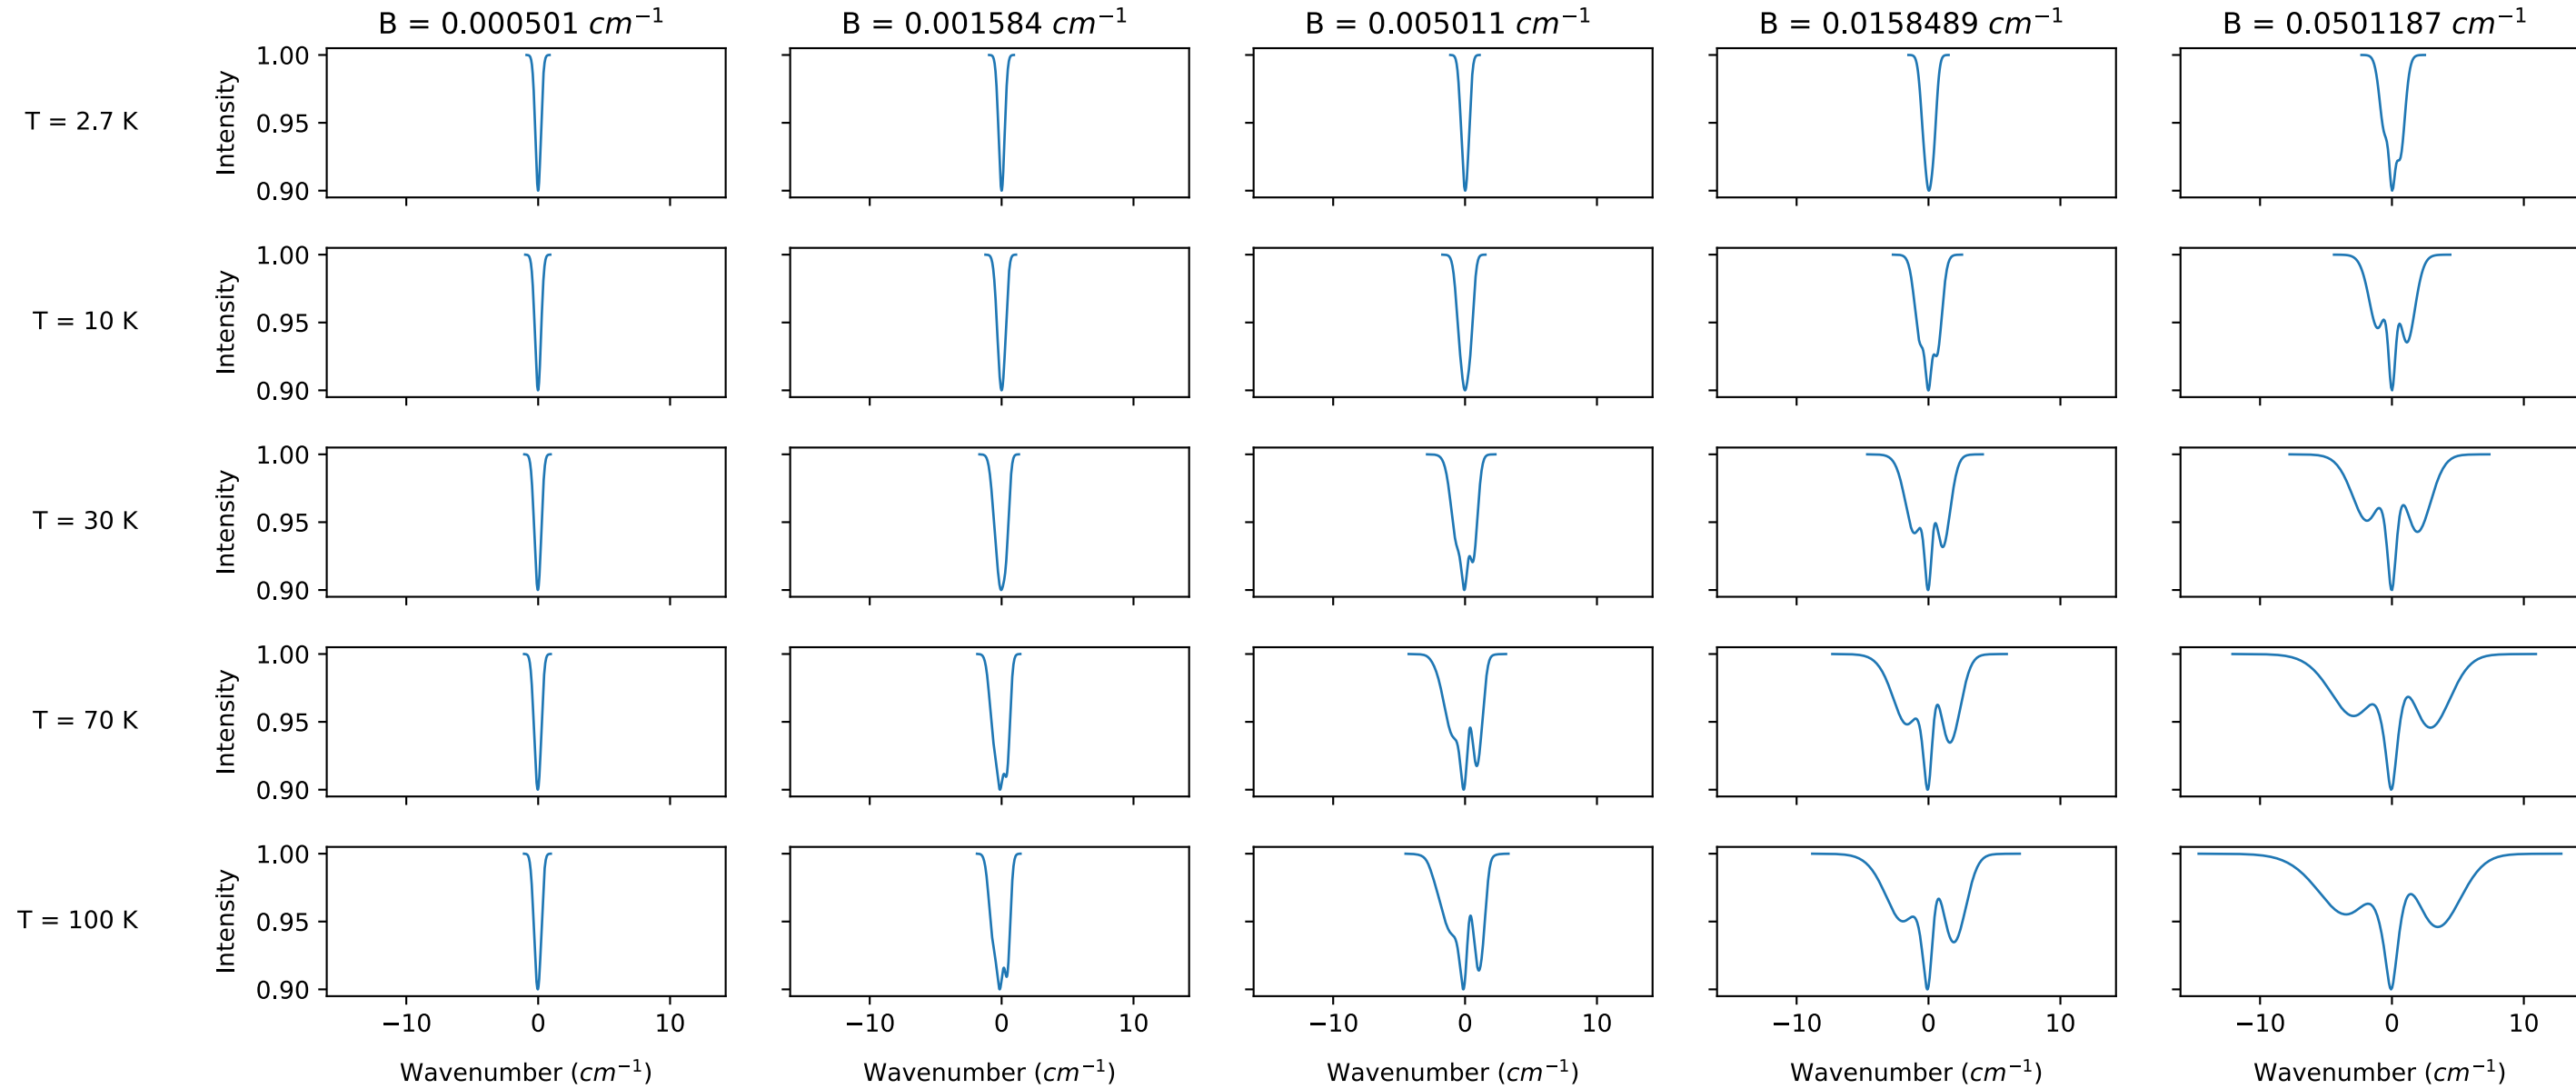 B = 0.000501 cm⁻¹ B = 0.001584 cm⁻¹ B = 0.005011 cm⁻¹ B = 0.0158489 cm⁻¹ B = 0.0501187 cm⁻¹
T = 2.7 K
Intensity
1.00
0.95
0.90
T = 10 K
Intensity
1.00
0.95
0.90
T = 30 K
Intensity
1.00
0.95
0.90
T = 70 K
Intensity
1.00
0.95
0.90
T = 100 K
Intensity
1.00
0.95
0.90
−10 0 10 −10 0 10 −10 0 10 −10 0 10 −10 0 10
Wavenumber (cm⁻¹) Wavenumber (cm⁻¹) Wavenumber (cm⁻¹) Wavenumber (cm⁻¹) Wavenumber (cm⁻¹)